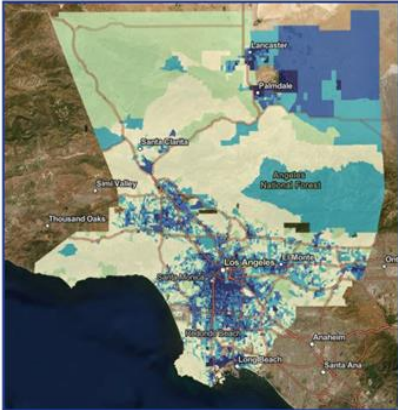 Lancaster
Palmdale
Santa Clarita
Simi Valley
Angeles
National Forest
Thousand Oaks
Los Angeles
El Monte
Ont
Santa Monica
Redondo Beach
Anaheim
Long Beach
Santa Ana